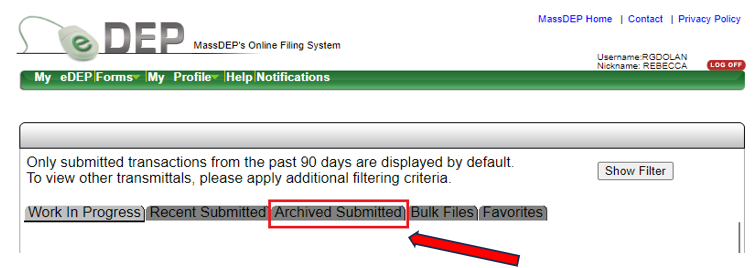 MassDEP Home | Contact | Privacy Policy
eDEP MassDEP's Online Filing System
Username:RGDOLAN
Nickname: REBECCA
LOG OFF
My eDEP Forms My Profile Help Notifications
Only submitted transactions from the past 90 days are displayed by default.
To view other transmittals, please apply additional filtering criteria.
Show Filter
Work In Progress Recent Submitted Archived Submitted Bulk Files Favorites